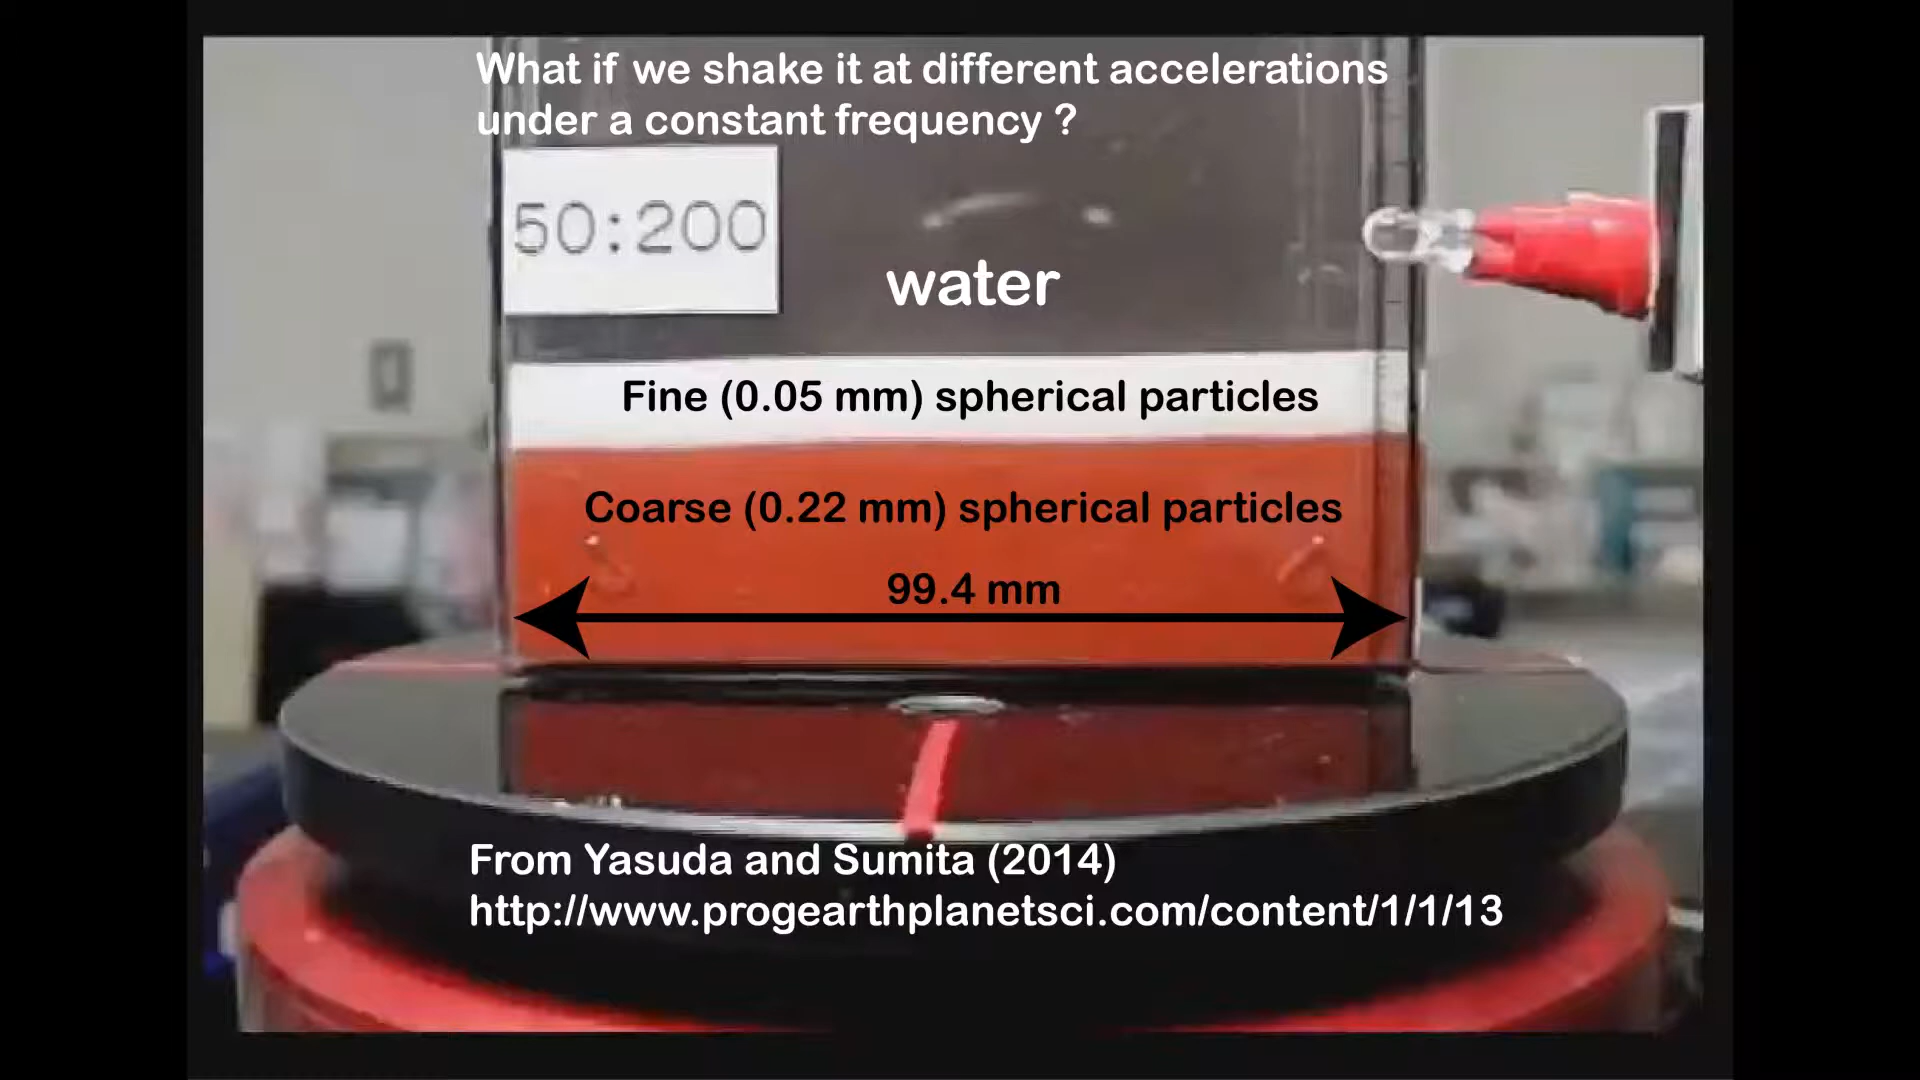 What if we shake it at different accelerations
under a constant frequency ?
50:200
water
Fine (0.05 mm) spherical particles
Coarse (0.22 mm) spherical particles
99.4 mm
From Yasuda and Sumita (2014)
http://www.progearthplanetsci.com/content/1/1/13